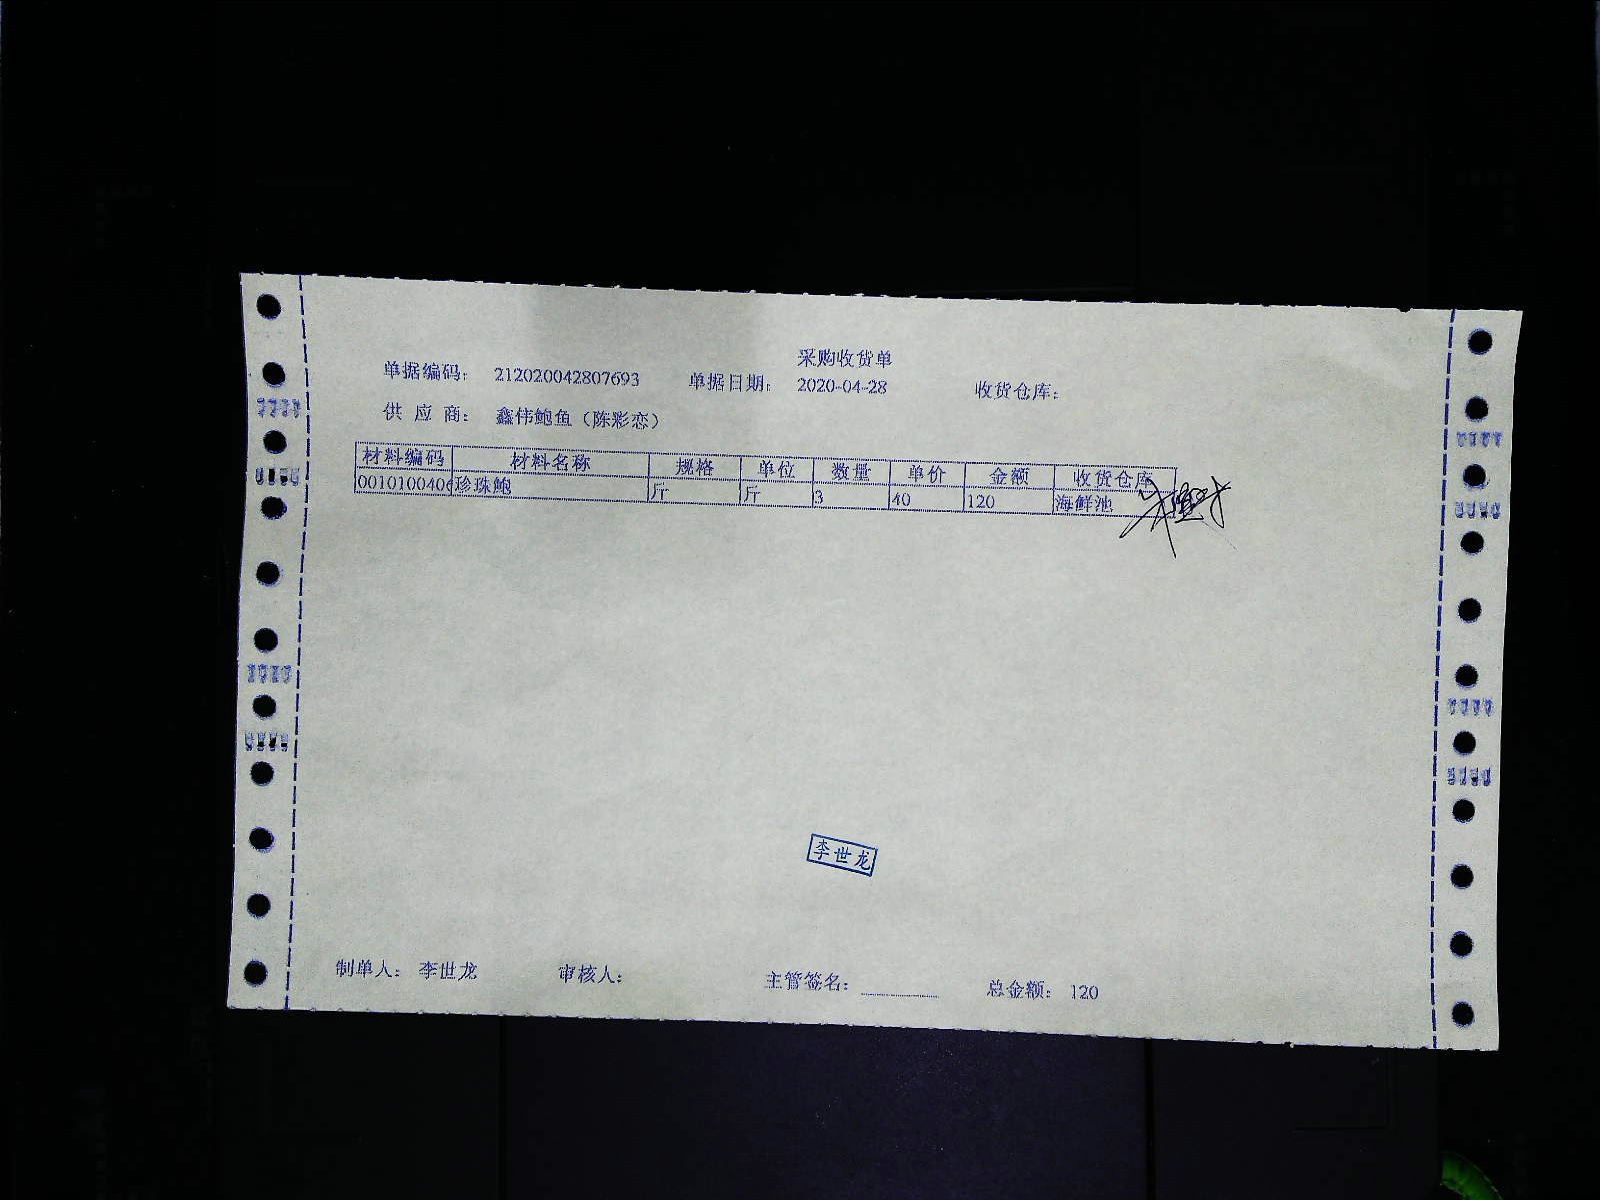 采购收货单
单据编码： 212020042807693 单据日期： 2020-04-28 收货仓库：
供 应 商： 鑫伟鲍鱼（陈彩恋）
材料编码 材料名称 规格 单位 数量 单价 金额 收货仓库
0010100406 珍珠鲍 斤 斤 3 40 120 海鲜池
李世龙
制单人： 李世龙 审核人： 主管签名： 总金额： 120